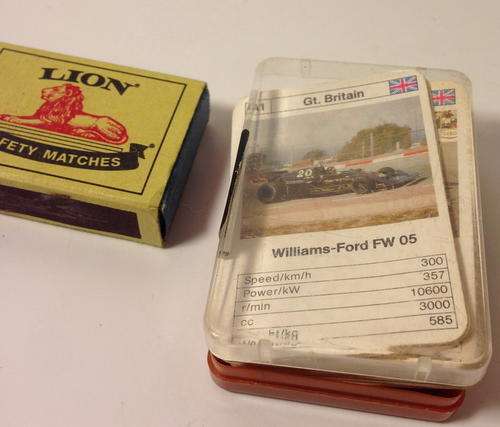 LION
FETY MATCHES
A1
Gt. Britain
20
Williams-Ford FW 05
Speed/km/h 300
Power/kW 357
r/min 10600
cc 3000
585